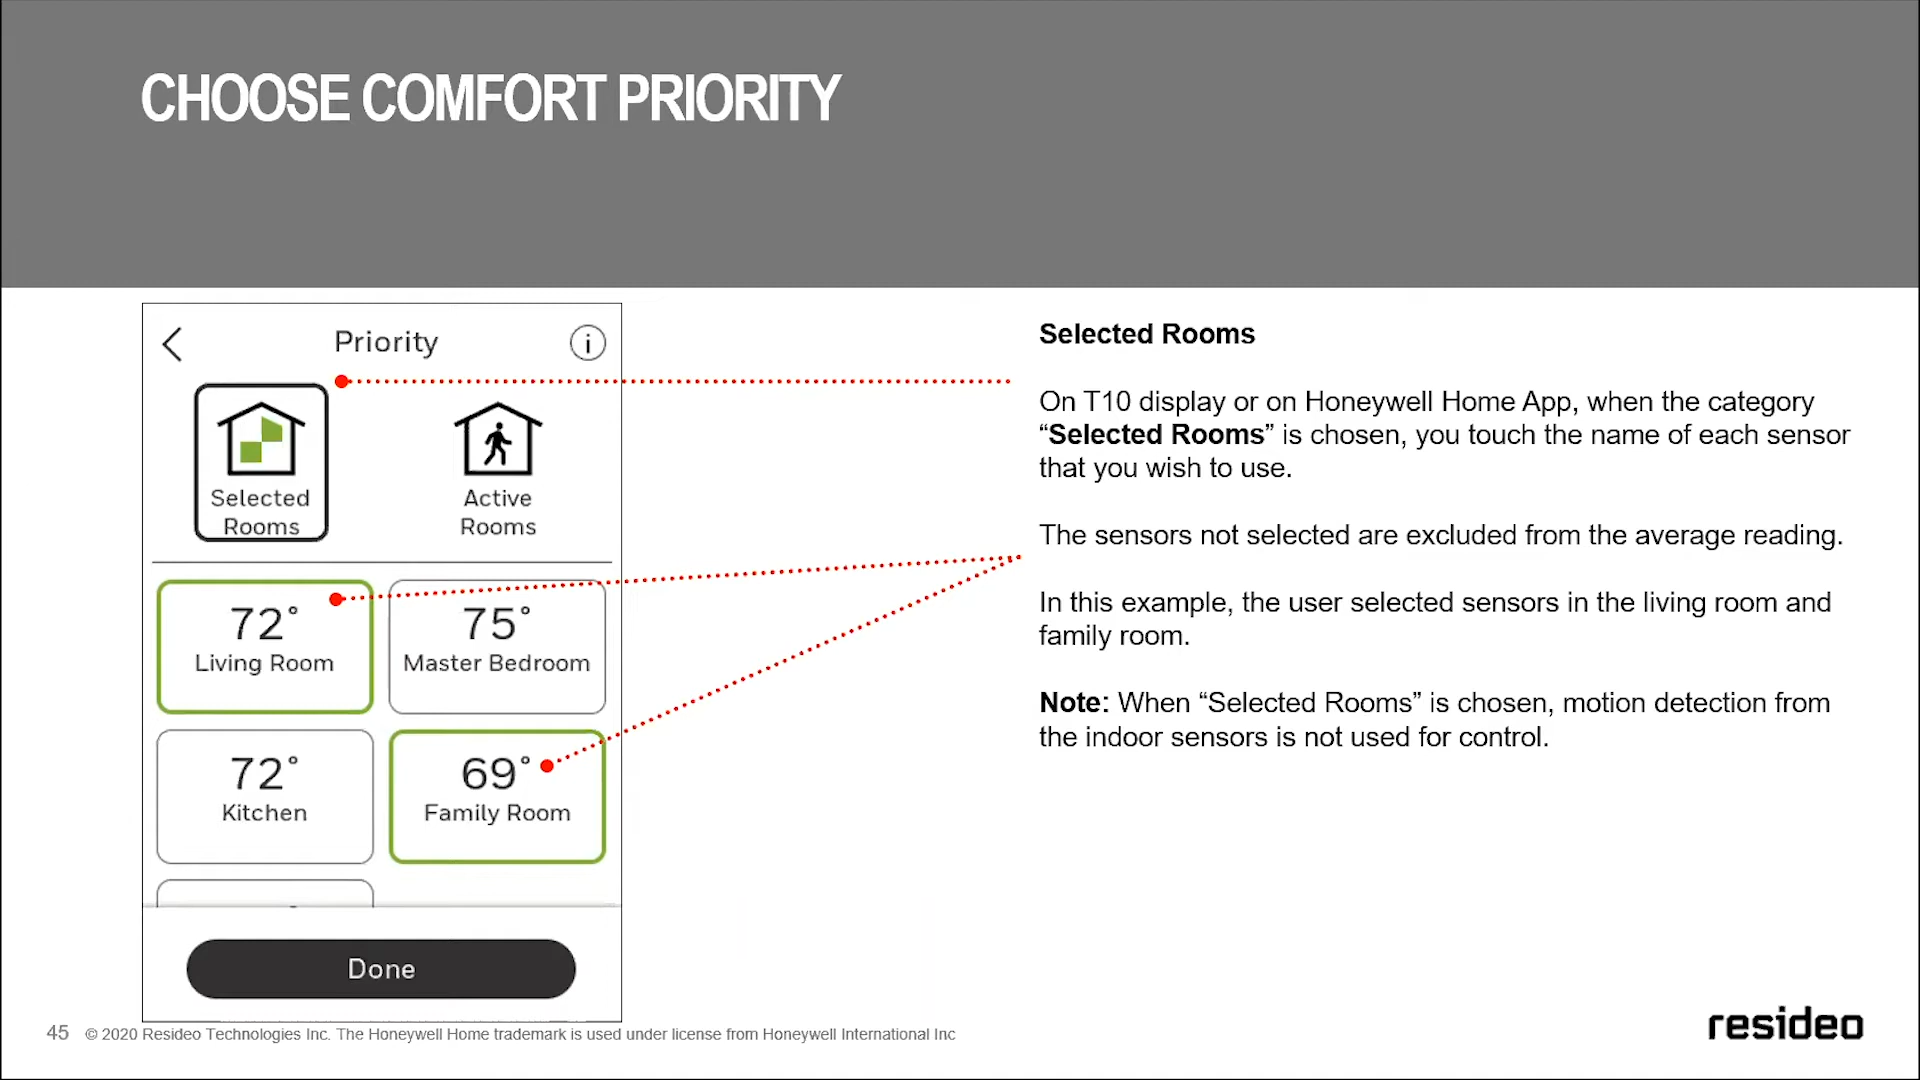 CHOOSE COMFORT PRIORITY
Priority
i
Selected
Rooms
Active
Rooms
72°
Living Room
75°
Master Bedroom
72°
Kitchen
69°
Family Room
Done
Selected Rooms
On T10 display or on Honeywell Home App, when the category
“Selected Rooms” is chosen, you touch the name of each sensor
that you wish to use.
The sensors not selected are excluded from the average reading.
In this example, the user selected sensors in the living room and
family room.
Note: When “Selected Rooms” is chosen, motion detection from
the indoor sensors is not used for control.
45 © 2020 Resideo Technologies Inc. The Honeywell Home trademark is used under license from Honeywell International Inc
resideo